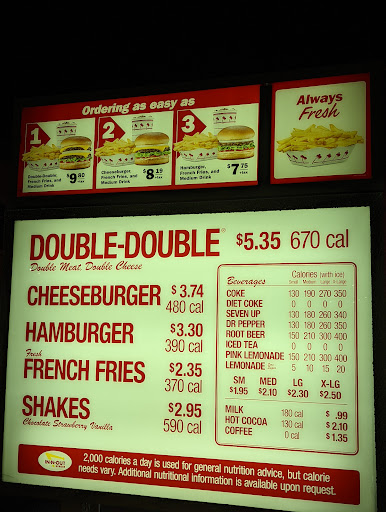 Ordering as easy as
1
Double-Double,
French Fries, and
Medium Drink
$9.80
+tax
2
Cheeseburger,
French Fries, and
Medium Drink
$8.19
+tax
3
Hamburger,
French Fries, and
Medium Drink
$7.75
+tax
Always
Fresh
DOUBLE-DOUBLE® $5.35 670 cal
Double Meat, Double Cheese
CHEESEBURGER $3.74
480 cal
HAMBURGER $3.30
390 cal
Fresh
FRENCH FRIES $2.35
370 cal
SHAKES $2.95
Chocolate Strawberry Vanilla 590 cal
Calories (with ice)
Beverages Small Medium Large X-Large
COKE 130 190 270 350
DIET COKE 0 0 0 0
SEVEN UP 130 180 260 340
DR PEPPER 130 180 260 350
ROOT BEER 150 210 300 400
ICED TEA 0 0 0 0
PINK LEMONADE 150 210 300 400
LEMONADE 5 10 15 20
SM MED LG X-LG
$1.95 $2.10 $2.30 $2.50
MILK 180 cal $ .99
HOT COCOA 130 cal $2.10
COFFEE 0 cal $1.35
IN-N-OUT
2,000 calories a day is used for general nutrition advice, but calorie
needs vary. Additional nutritional information is available upon request.